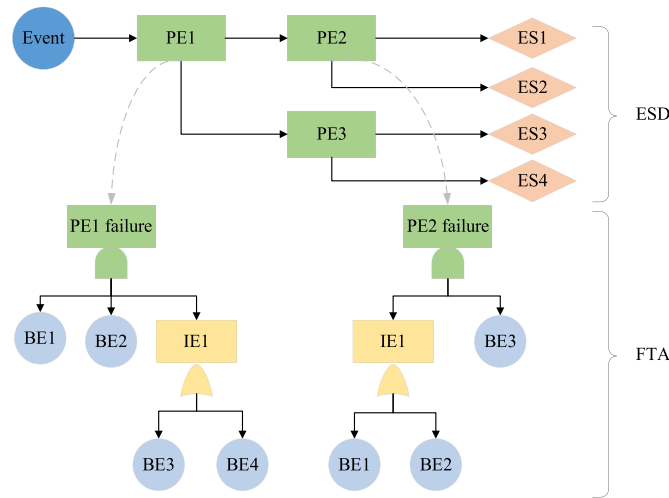 Event
PE1
PE2
ES1
ES2
PE3
ES3
ES4
ESD
PE1 failure
PE2 failure
BE1
BE2
IE1
IE1
BE3
FTA
BE3
BE4
BE1
BE2